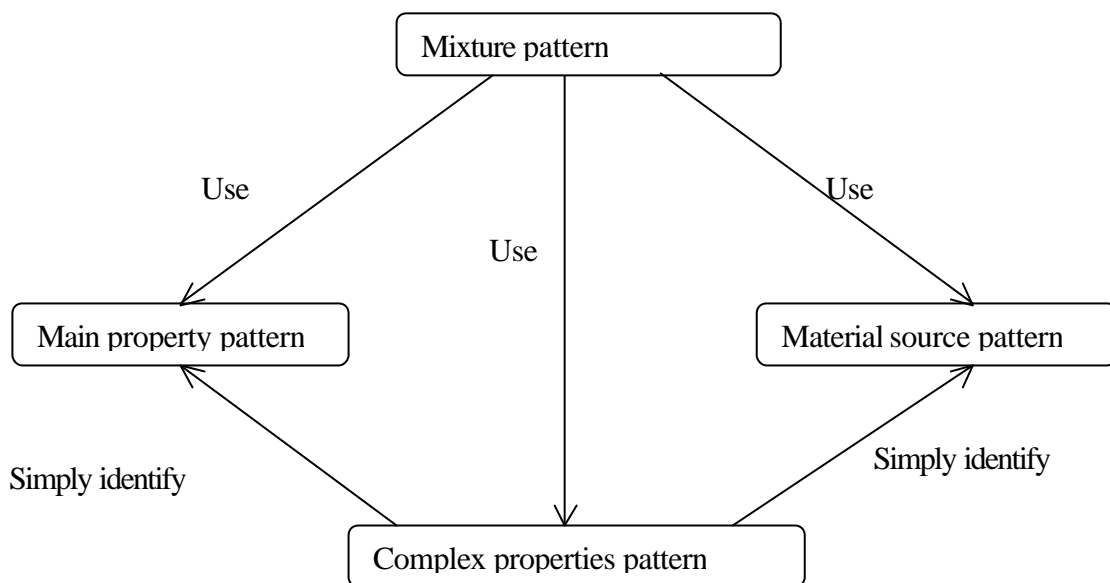 Mixture pattern
Use
Use
Use
Main property pattern
Material source pattern
Simply identify
Simply identify
Complex properties pattern